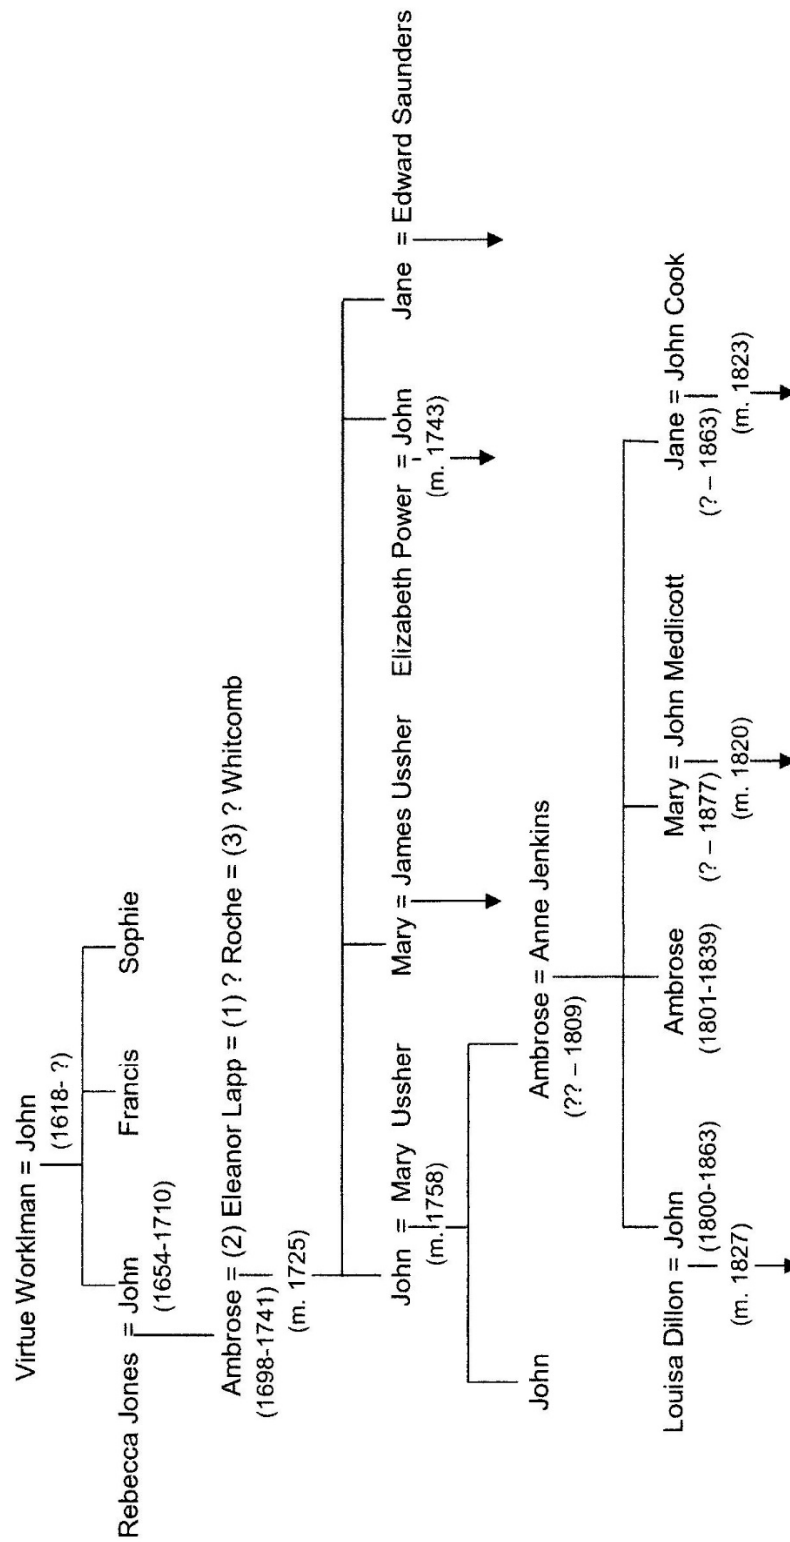 Virtue Worklman = John
(1618- ?)
Rebecca Jones = John
(1654-1710)
Francis
Sophie
Ambrose = (2) Eleanor Lapp = (1) ? Roche = (3) ? Whitcomb
(1698-1741)
(m. 1725)
John = Mary Ussher
(m. 1758)
Mary = James Ussher
Elizabeth Power = John
(m. 1743)
Jane = Edward Saunders
John
Ambrose = Anne Jenkins
(?? – 1809)
Louisa Dillon = John
(1800-1863)
(m. 1827)
Ambrose
(1801-1839)
Mary = John Medlicott
(? – 1877)
(m. 1820)
Jane = John Cook
(? – 1863)
(m. 1823)